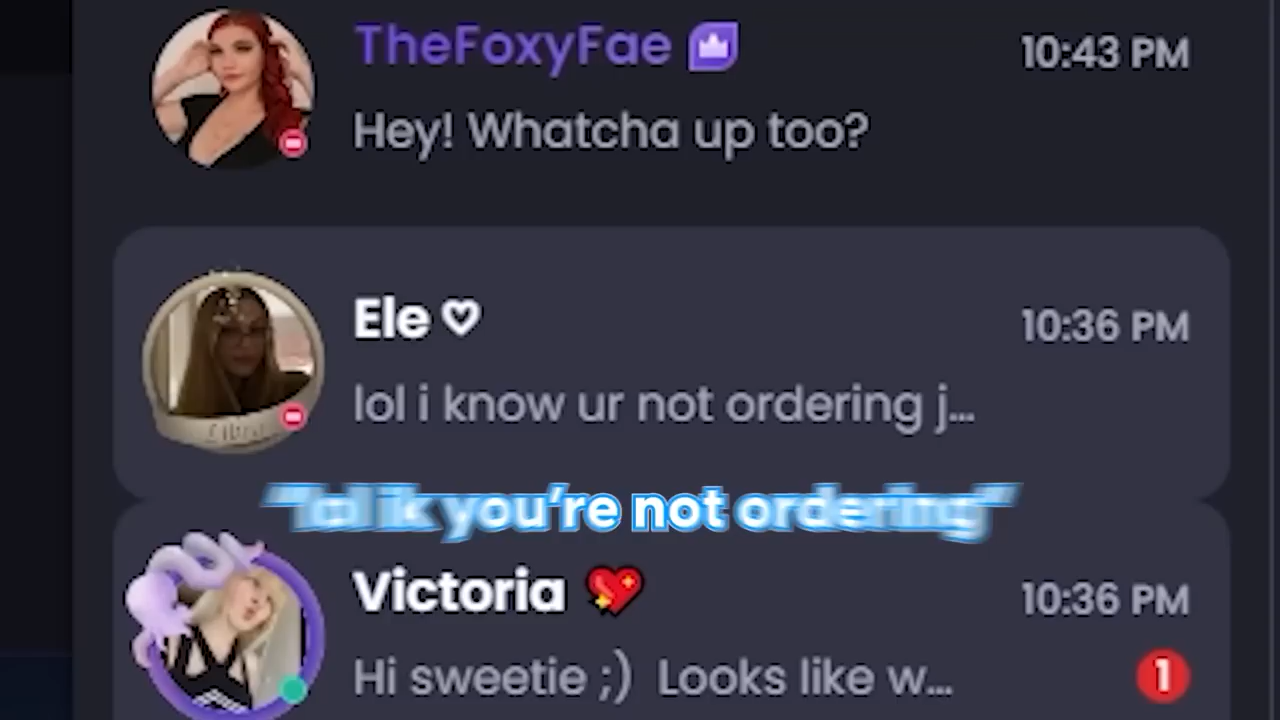 TheFoxyFae
10:43 PM
Hey! Whatcha up too?
Ele ♡
10:36 PM
lol i know ur not ordering j...
"lol ik you're not ordering"
Victoria 💖
10:36 PM
Hi sweetie ;) Looks like w...
1